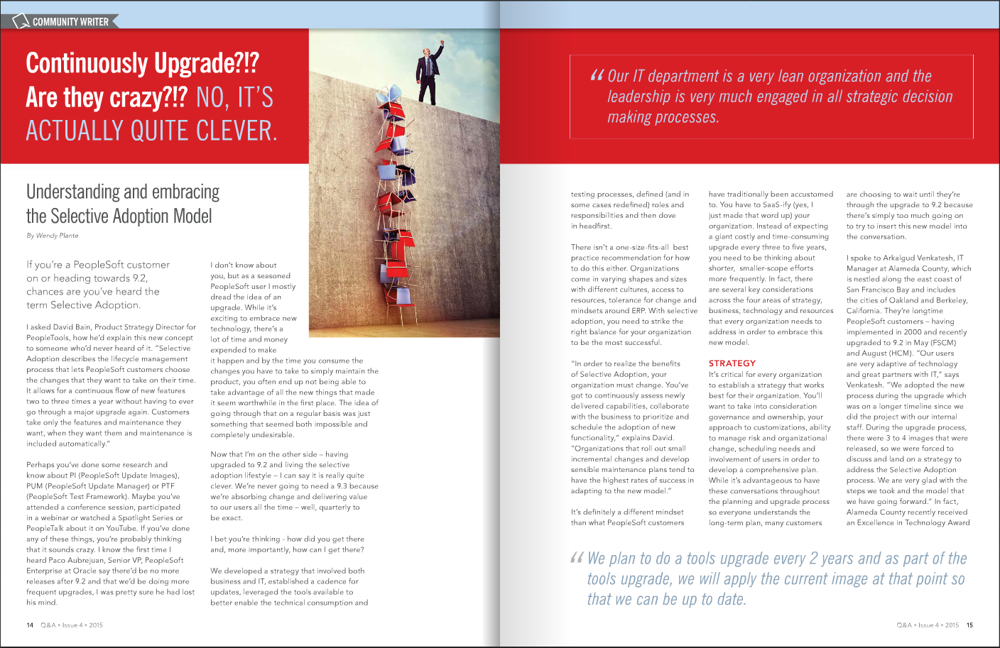 COMMUNITY WRITER
Continuously Upgrade?!?
Are they crazy?!? NO, IT'S
ACTUALLY QUITE CLEVER.
Understanding and embracing
the Selective Adoption Model
By Wendy Plante
If you're a PeopleSoft customer
on or heading towards 9.2,
chances are you've heard the
term Selective Adoption.
I asked David Bain, Product Strategy Director for
PeopleTools, how he'd explain this new concept
to someone who'd never heard of it. "Selective
Adoption describes the lifecycle management
process that lets PeopleSoft customers choose
the changes that they want to take on their time.
It allows for a continuous flow of new features
two to three times a year without having to ever
go through a major upgrade again. Customers
take only the features and maintenance they
want, when they want them and maintenance is
included automatically."
Perhaps you've done some research and
know about PI (PeopleSoft Update Images),
PUM (PeopleSoft Update Manager) or PTF
(PeopleSoft Test Framework). Maybe you've
attended a conference session, participated
in a webinar or watched a Spotlight Series or
PeopleTalk about it on YouTube. If you've done
any of these things, you're probably thinking
that it sounds crazy. I know the first time I
heard Paco Aubrejuan, Senior VP, PeopleSoft
Enterprise at Oracle say there'd be no more
releases after 9.2 and that we'd be doing more
frequent upgrades, I was pretty sure he had lost
his mind.
I don't know about
you, but as a seasoned
PeopleSoft user I mostly
dread the idea of an
upgrade. While it's
exciting to embrace new
technology, there's a
lot of time and money
expended to make
it happen and by the time you consume the
changes you have to take to simply maintain the
product, you often end up not being able to
take advantage of all the new things that made
it seem worthwhile in the first place. The idea of
going through that on a regular basis was just
something that seemed both impossible and
completely undesirable.
Now that I'm on the other side – having
upgraded to 9.2 and living the selective
adoption lifestyle – I can say it is really quite
clever. We're never going to need a 9.3 because
we're absorbing change and delivering value
to our users all the time – well, quarterly to
be exact.
I bet you're thinking - how did you get there
and, more importantly, how can I get there?
We developed a strategy that involved both
business and IT, established a cadence for
updates, leveraged the tools available to
better enable the technical consumption and
14 Q&A • Issue 4 • 2015
“ Our IT department is a very lean organization and the
leadership is very much engaged in all strategic decision
making processes.
testing processes, defined (and in
some cases redefined) roles and
responsibilities and then dove
in headfirst.
There isn't a one-size-fits-all best
practice recommendation for how
to do this either. Organizations
come in varying shapes and sizes
with different cultures, access to
resources, tolerance for change and
mindsets around ERP. With selective
adoption, you need to strike the
right balance for your organization
to be the most successful.
"In order to realize the benefits
of Selective Adoption, your
organization must change. You've
got to continuously assess newly
delivered capabilities, collaborate
with the business to prioritize and
schedule the adoption of new
functionality," explains David.
"Organizations that roll out small
incremental changes and develop
sensible maintenance plans tend to
have the highest rates of success in
adapting to the new model."
It's definitely a different mindset
than what PeopleSoft customers
have traditionally been accustomed
to. You have to SaaS-ify (yes, I
just made that word up) your
organization. Instead of expecting
a giant costly and time-consuming
upgrade every three to five years,
you need to be thinking about
shorter, smaller-scope efforts
more frequently. In fact, there
are several key considerations
across the four areas of strategy,
business, technology and resources
that every organization needs to
address in order to embrace this
new model.
STRATEGY
It's critical for every organization
to establish a strategy that works
best for their organization. You'll
want to take into consideration
governance and ownership, your
approach to customizations, ability
to manage risk and organizational
change, scheduling needs and
involvement of users in order to
develop a comprehensive plan.
While it's advantageous to have
these conversations throughout
the planning and upgrade process
so everyone understands the
long-term plan, many customers
are choosing to wait until they're
through the upgrade to 9.2 because
there's simply too much going on
to try to insert this new model into
the conversation.
I spoke to Arkalgud Venkatesh, IT
Manager at Alameda County, which
is nestled along the east coast of
San Francisco Bay and includes
the cities of Oakland and Berkeley,
California. They're longtime
PeopleSoft customers – having
implemented in 2000 and recently
upgraded to 9.2 in May (FSCM)
and August (HCM). "Our users
are very adaptive of technology
and great partners with IT," says
Venkatesh. "We adopted the new
process during the upgrade which
was on a longer timeline since we
did the project with our internal
staff. During the upgrade process,
there were 3 to 4 images that were
released, so we were forced to
discuss and land on a strategy to
address the Selective Adoption
process. We are very glad with the
steps we took and the model that
we have going forward." In fact,
Alameda County recently received
an Excellence in Technology Award
“ We plan to do a tools upgrade every 2 years and as part of the
tools upgrade, we will apply the current image at that point so
that we can be up to date.
Q&A • Issue 4 • 2015 15